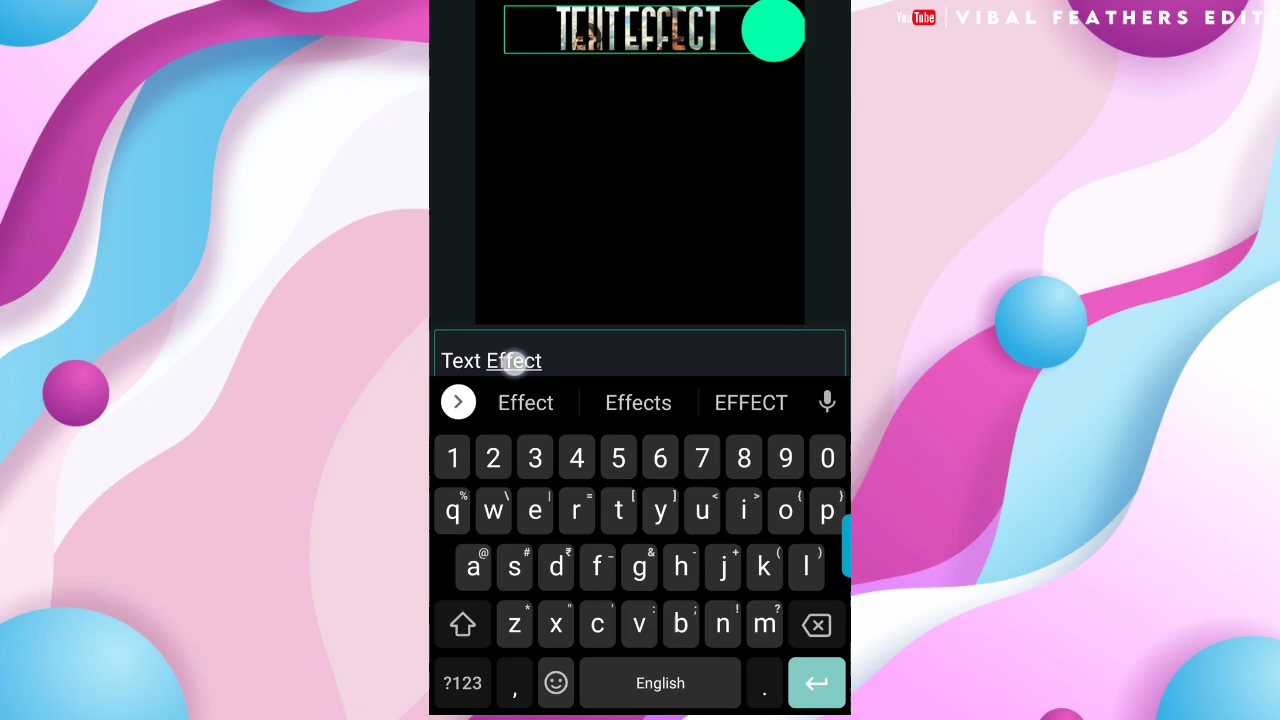 YouTube | VIBAL FEATHERS EDITS
TEXT EFFECT
Text Effect
Effect Effects EFFECT
1 2 3 4 5 6 7 8 9 0
% \ | = [ ] < > { }
q w e r t y u i o p
@ # ₹ _ & - + ( )
a s d f g h j k l
* " ' : ; ! ?
z x c v b n m
?123 , English .